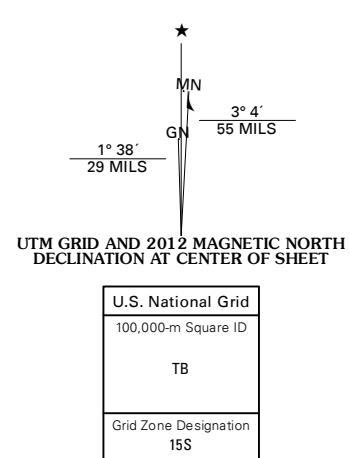 ★
MN
3° 4´
55 MILS
GN
1° 38´
29 MILS
UTM GRID AND 2012 MAGNETIC NORTH
DECLINATION AT CENTER OF SHEET
U.S. National Grid
100,000-m Square ID
TB
Grid Zone Designation
15S